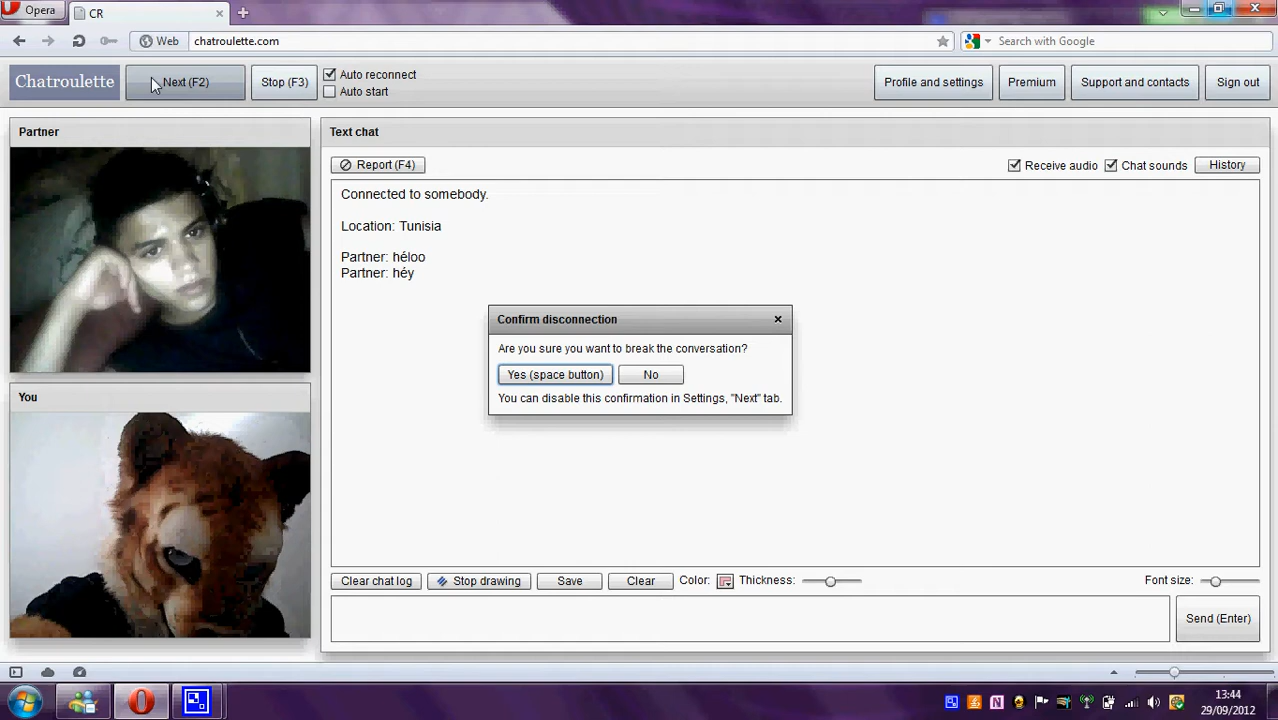 Opera
CR
Web
chatroulette.com
Search with Google
Chatroulette
Next (F2)
Stop (F3)
Auto reconnect
Auto start
Profile and settings
Premium
Support and contacts
Sign out
Partner
Text chat
Report (F4)
Receive audio
Chat sounds
History
Connected to somebody.
Location: Tunisia
Partner: héloo
Partner: héy
Confirm disconnection
Are you sure you want to break the conversation?
Yes (space button)
No
You can disable this confirmation in Settings, "Next" tab.
You
Clear chat log
Stop drawing
Save
Clear
Color:
Thickness:
Font size:
Send (Enter)
13:44
29/09/2012